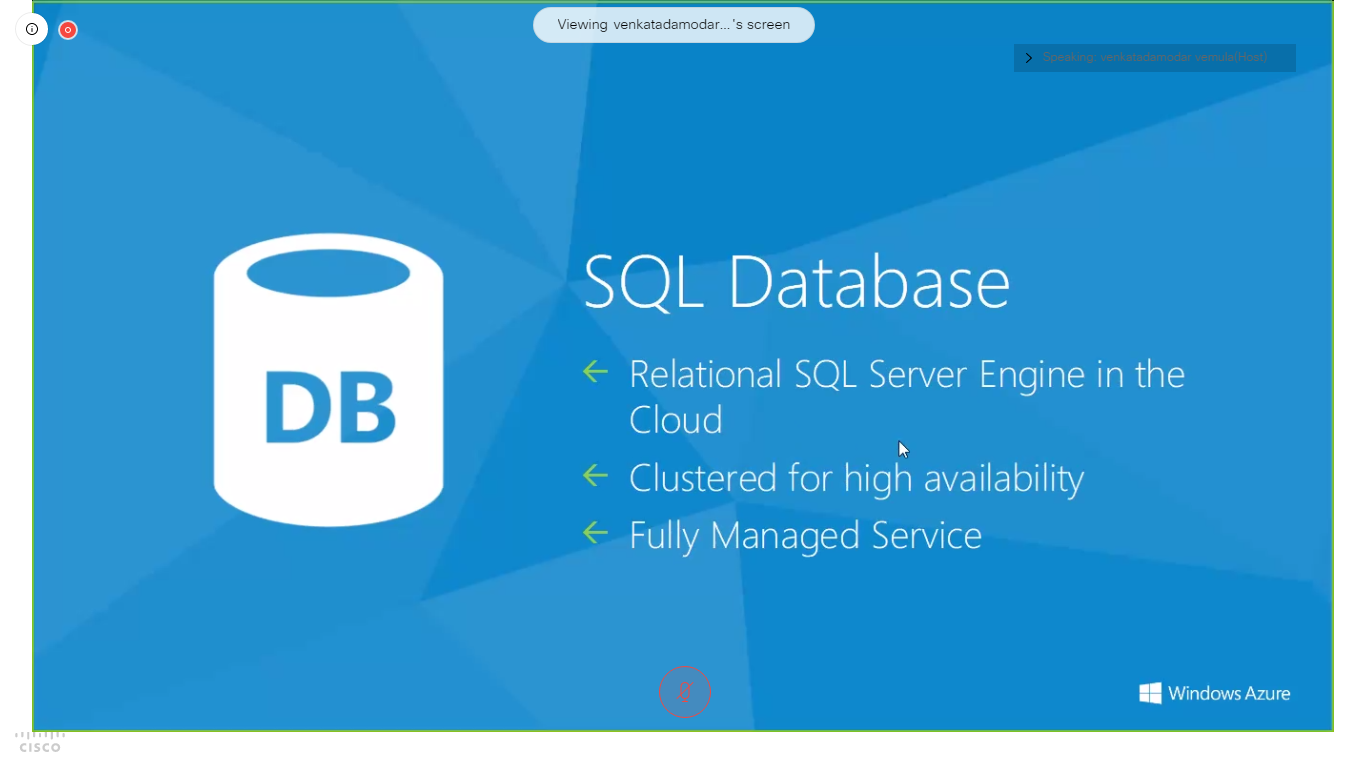 Viewing venkatadamodar... 's screen
Speaking: venkatadamodar vemula(Host)
DB
SQL Database
Relational SQL Server Engine in the
Cloud
Clustered for high availability
Fully Managed Service
Windows Azure
CISCO